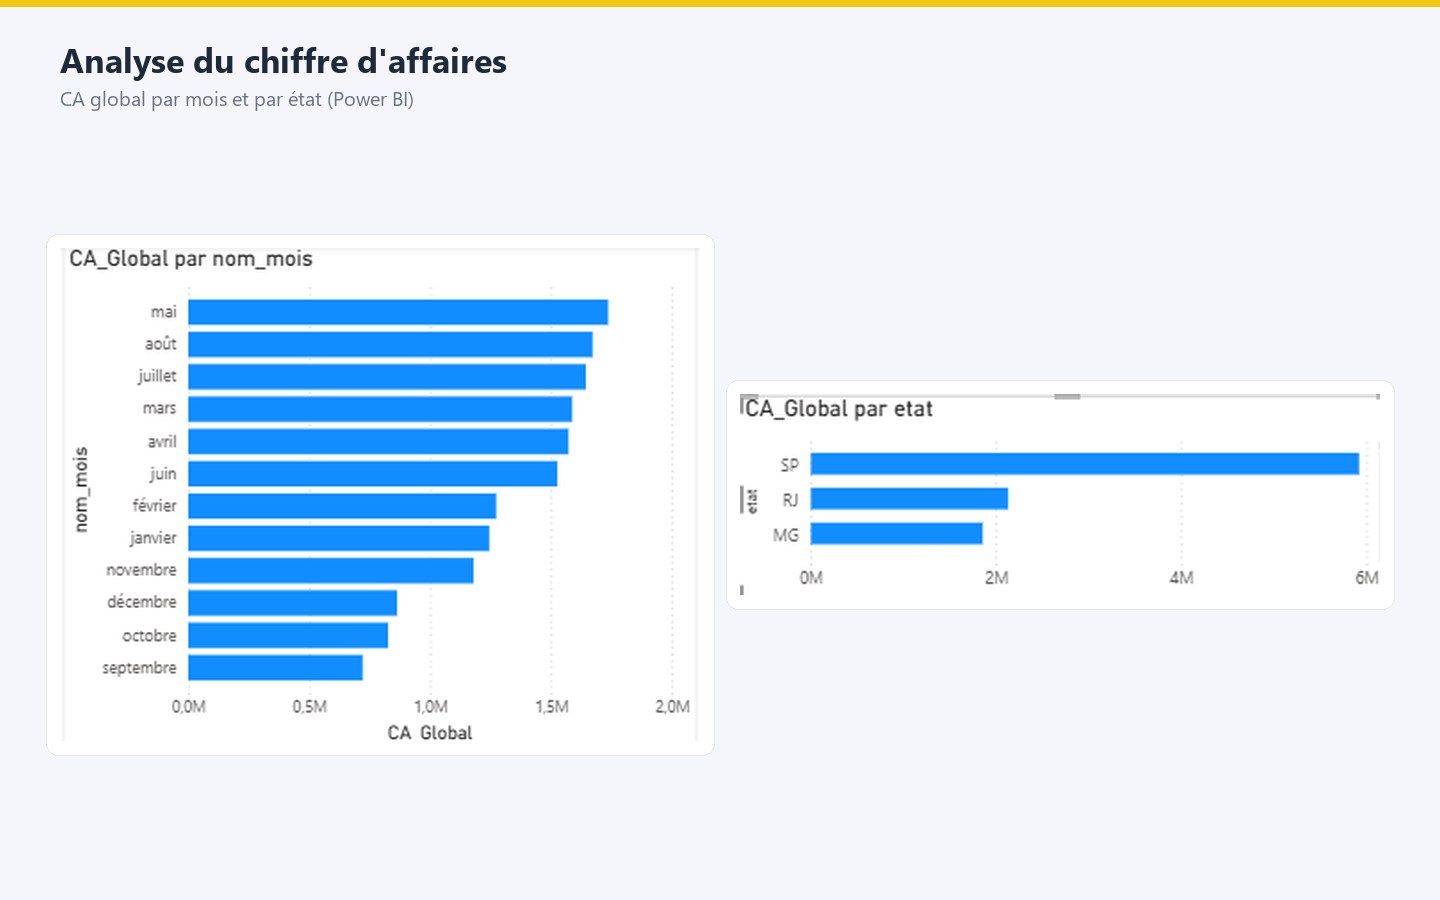 Analyse du chiffre d'affaires
CA global par mois et par état (Power BI)
CA_Global par nom_mois
nom_mois
mai
août
juillet
mars
avril
juin
février
janvier
novembre
décembre
octobre
septembre
0,0M 0,5M 1,0M 1,5M 2,0M
CA Global
CA_Global par etat
etat
SP
RJ
MG
0M 2M 4M 6M